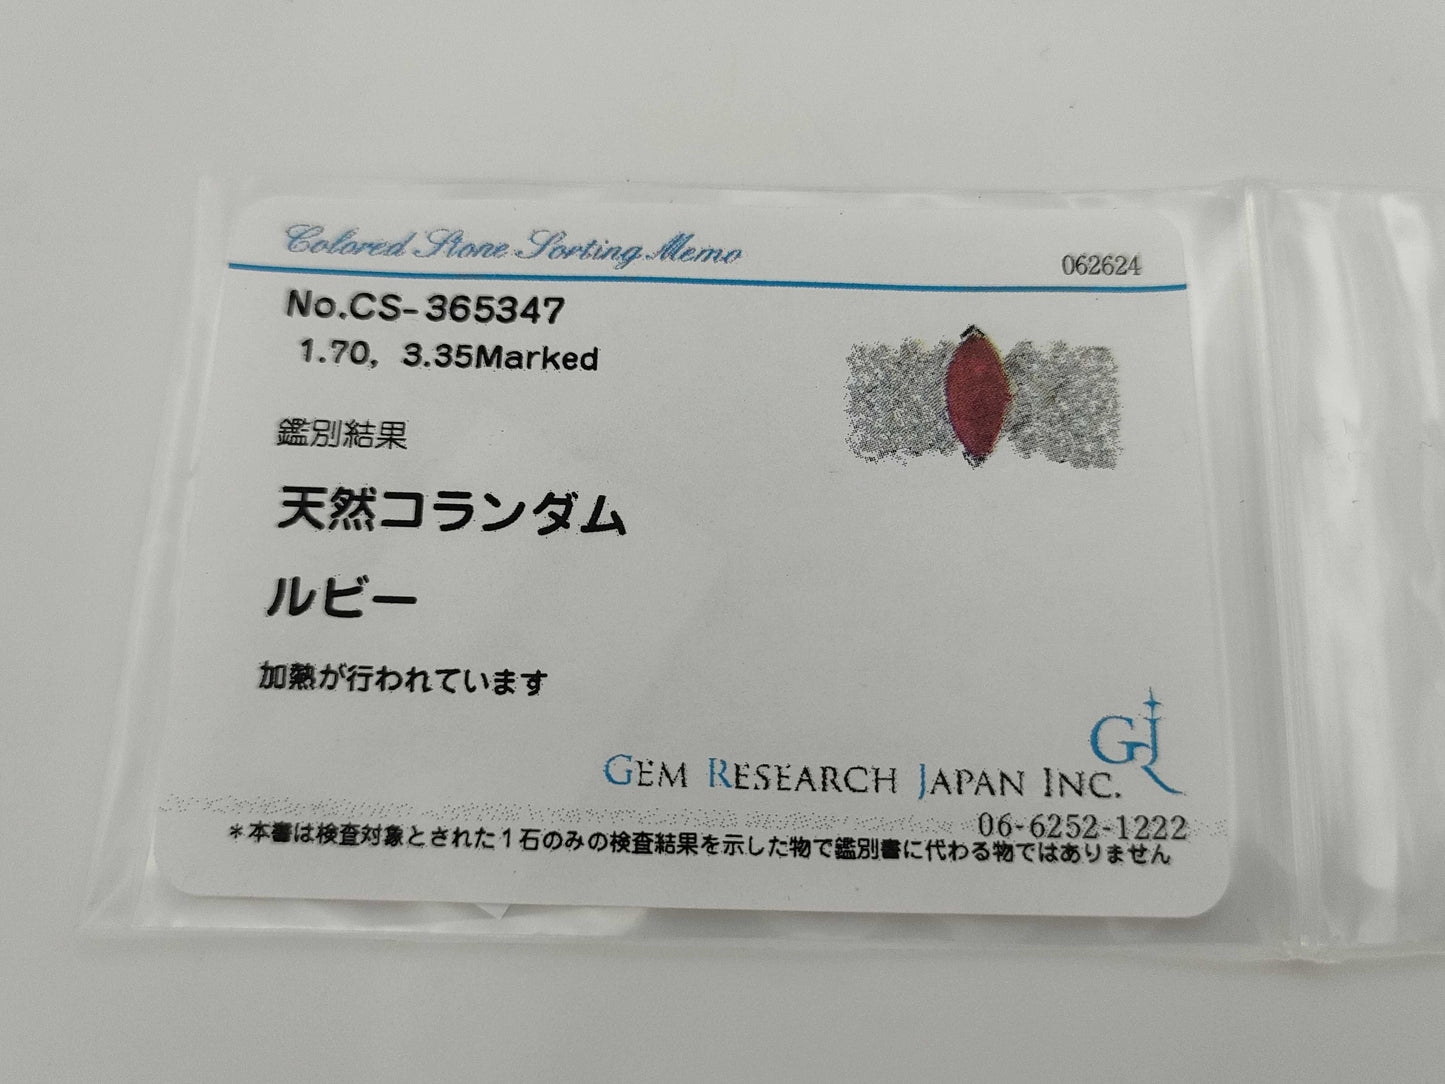 Colored Stone Sorting Memo
062624
No.CS-365347
1.70, 3.35Marked
鑑別結果
天然コランダム
ルビー
加熱が行われています
GJ
GEM RESEARCH JAPAN INC.
06-6252-1222
＊本書は検査対象とされた１石のみの検査結果を示した物で鑑別書に代わる物ではありません